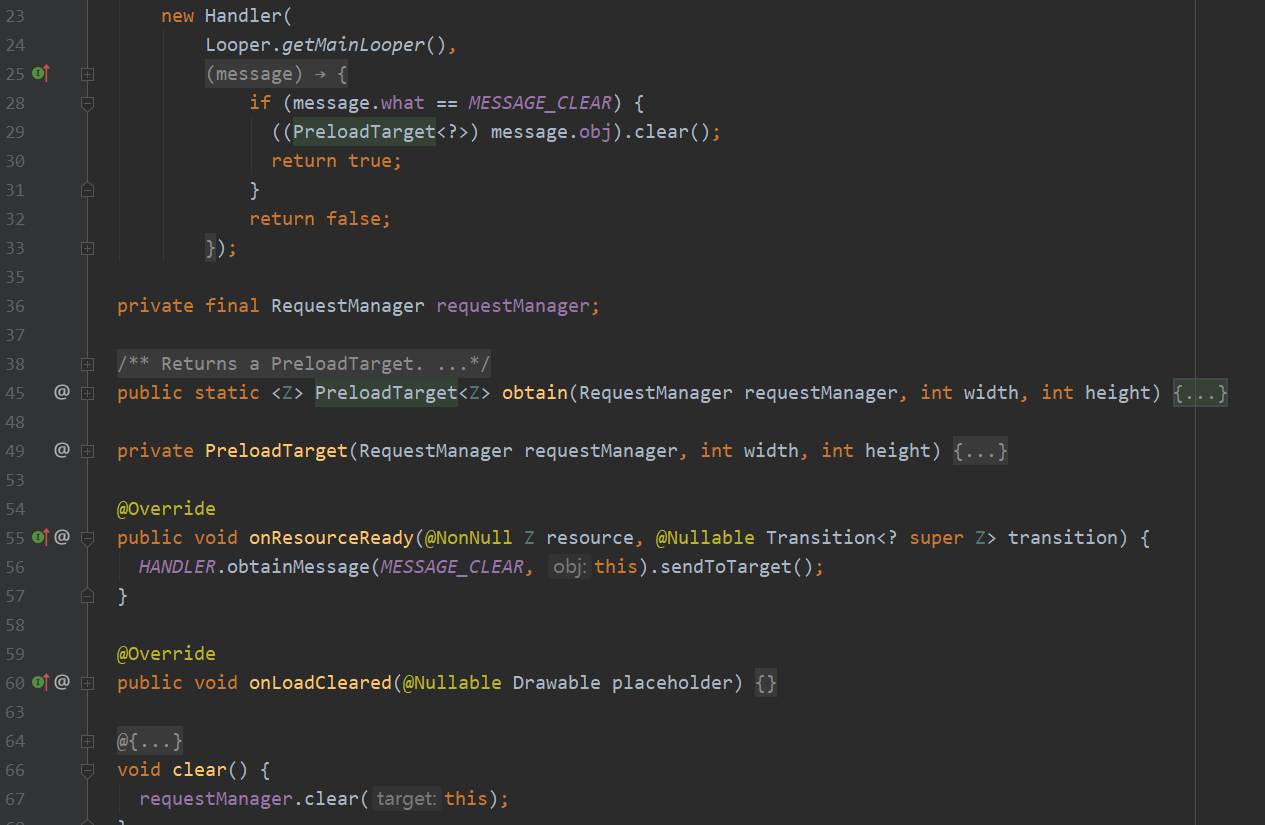 23 new Handler(
24 Looper.getMainLooper(),
25 (message) → {
28 if (message.what == MESSAGE_CLEAR) {
29 ((PreloadTarget<?>) message.obj).clear();
30 return true;
31 }
32 return false;
33 });
35
36 private final RequestManager requestManager;
37
38 /** Returns a PreloadTarget. ...*/
45 @ public static <Z> PreloadTarget<Z> obtain(RequestManager requestManager, int width, int height) {...}
48
49 @ private PreloadTarget(RequestManager requestManager, int width, int height) {...}
53
54 @Override
55 @ public void onResourceReady(@NonNull Z resource, @Nullable Transition<? super Z> transition) {
56 HANDLER.obtainMessage(MESSAGE_CLEAR, obj: this).sendToTarget();
57 }
58
59 @Override
60 @ public void onLoadCleared(@Nullable Drawable placeholder) {}
63
64 @{...}
66 void clear() {
67 requestManager.clear( target: this);